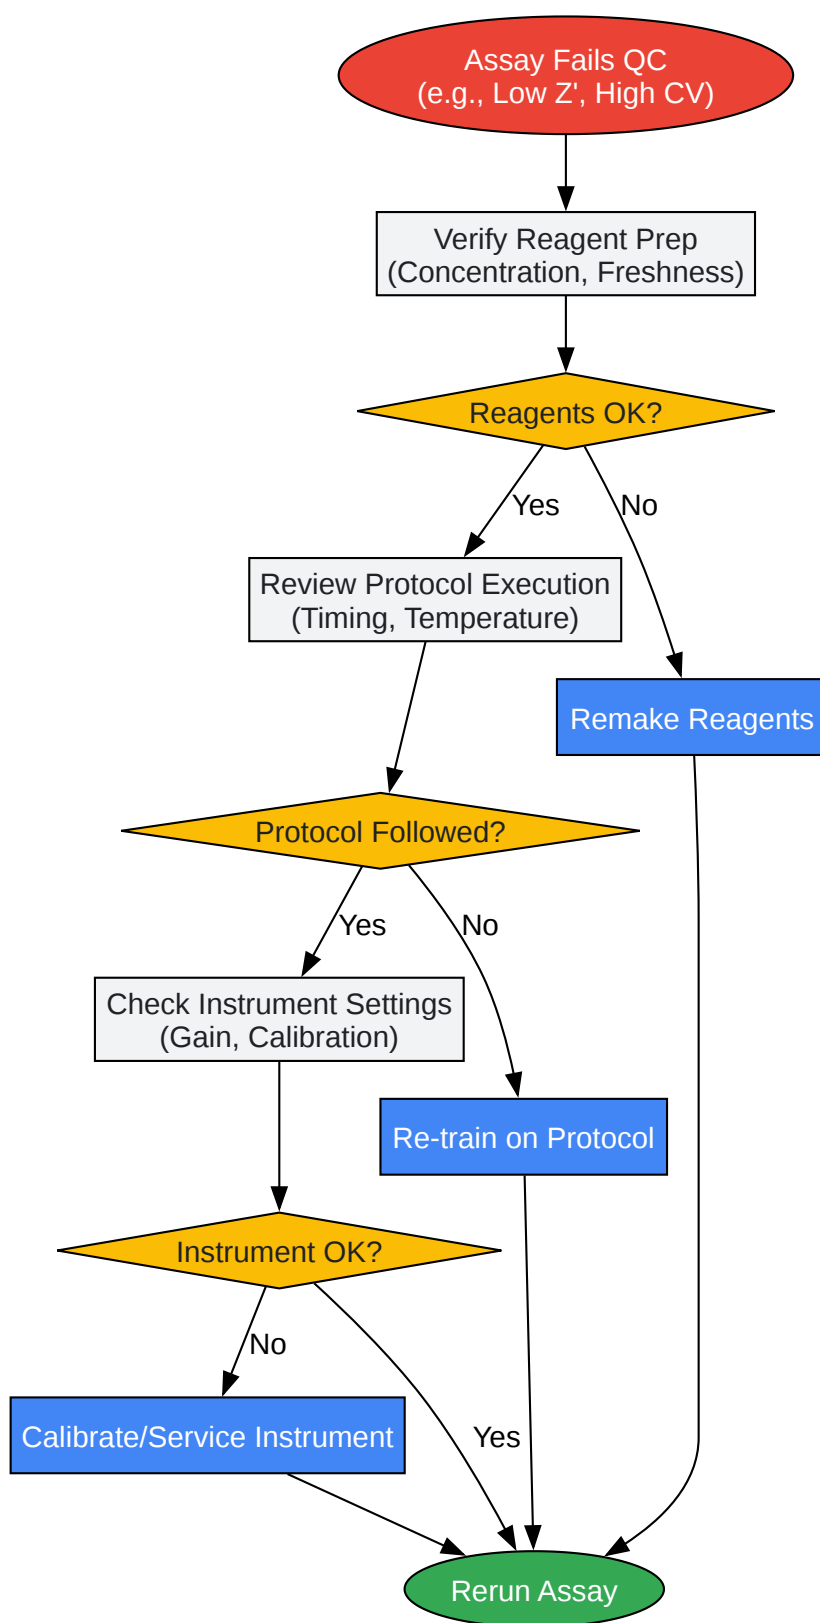 Assay Fails QC
(e.g., Low Z', High CV)
Verify Reagent Prep
(Concentration, Freshness)
Reagents OK?
Yes
No
Review Protocol Execution
(Timing, Temperature)
Remake Reagents
Protocol Followed?
Yes
No
Check Instrument Settings
(Gain, Calibration)
Re-train on Protocol
Instrument OK?
No
Yes
Calibrate/Service Instrument
Rerun Assay